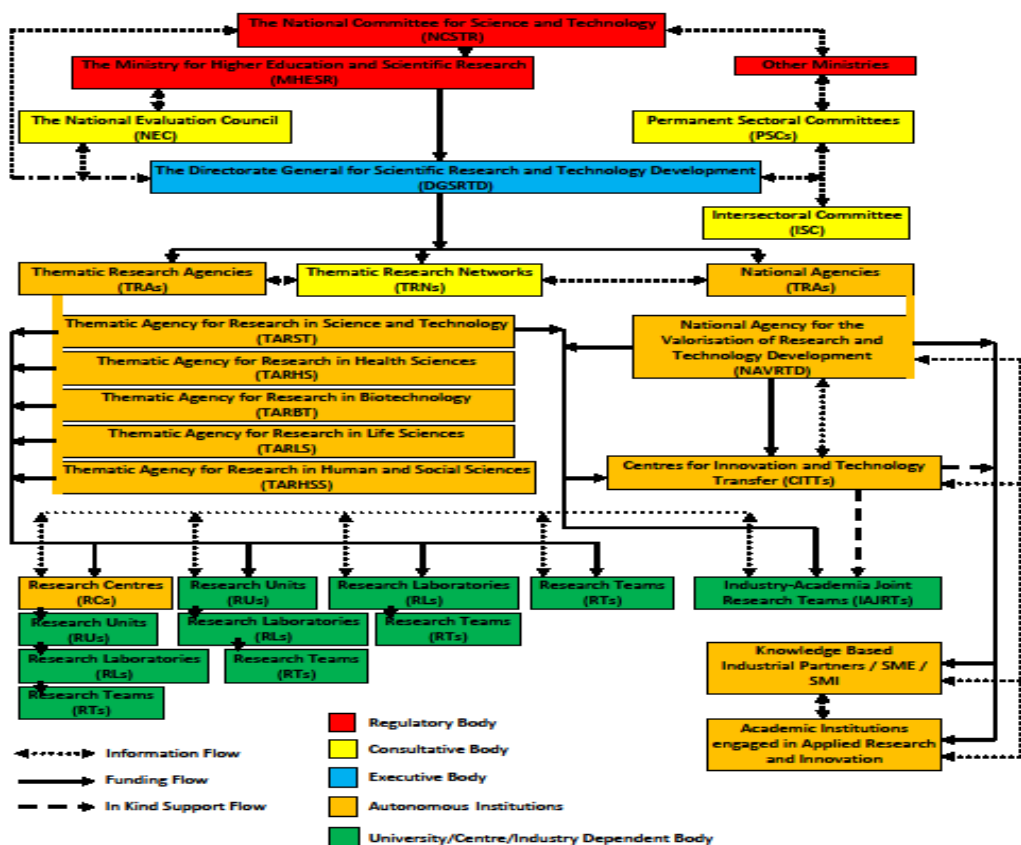 The National Committee for Science and Technology
(NCSTR)
The Ministry for Higher Education and Scientific Research
(MHESR)
Other Ministries
The National Evaluation Council
(NEC)
Permanent Sectoral Committees
(PSCs)
The Directorate General for Scientific Research and Technology Development
(DGSRTD)
Intersectoral Committee
(ISC)
Thematic Research Agencies
(TRAs)
Thematic Research Networks
(TRNs)
National Agencies
(TRAs)
Thematic Agency for Research in Science and Technology
(TARST)
Thematic Agency for Research in Health Sciences
(TARHS)
Thematic Agency for Research in Biotechnology
(TARBT)
Thematic Agency for Research in Life Sciences
(TARLS)
Thematic Agency for Research in Human and Social Sciences
(TARHSS)
National Agency for the
Valorisation of Research and
Technology Development
(NAVRTD)
Centres for Innovation and Technology
Transfer (CITTs)
Research Centres
(RCs)
Research Units
(RUs)
Research Laboratories
(RLs)
Research Teams
(RTs)
Industry-Academia Joint
Research Teams (IAJRTs)
Research Units
(RUs)
Research Laboratories
(RLs)
Research Teams
(RTs)
Research Laboratories
(RLs)
Research Teams
(RTs)
Research Teams
(RTs)
Knowledge Based
Industrial Partners / SME /
SMI
Academic Institutions
engaged in Applied Research
and Innovation
Information Flow
Funding Flow
In Kind Support Flow
Regulatory Body
Consultative Body
Executive Body
Autonomous Institutions
University/Centre/Industry Dependent Body